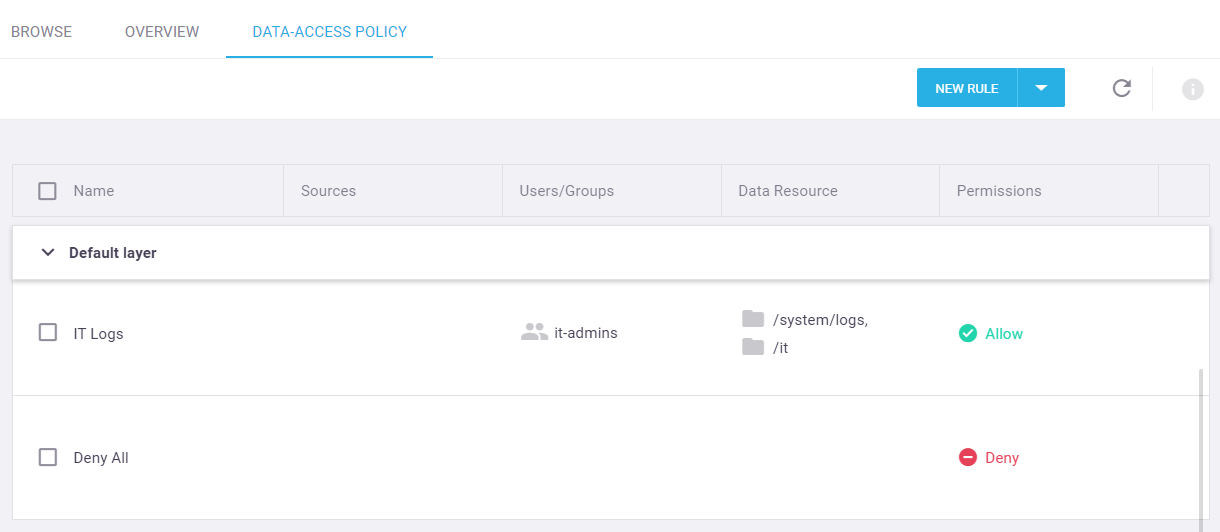 BROWSE OVERVIEW DATA-ACCESS POLICY
NEW RULE
Name Sources Users/Groups Data Resource Permissions
Default layer
IT Logs it-admins /system/logs, Allow
/it
Deny All Deny